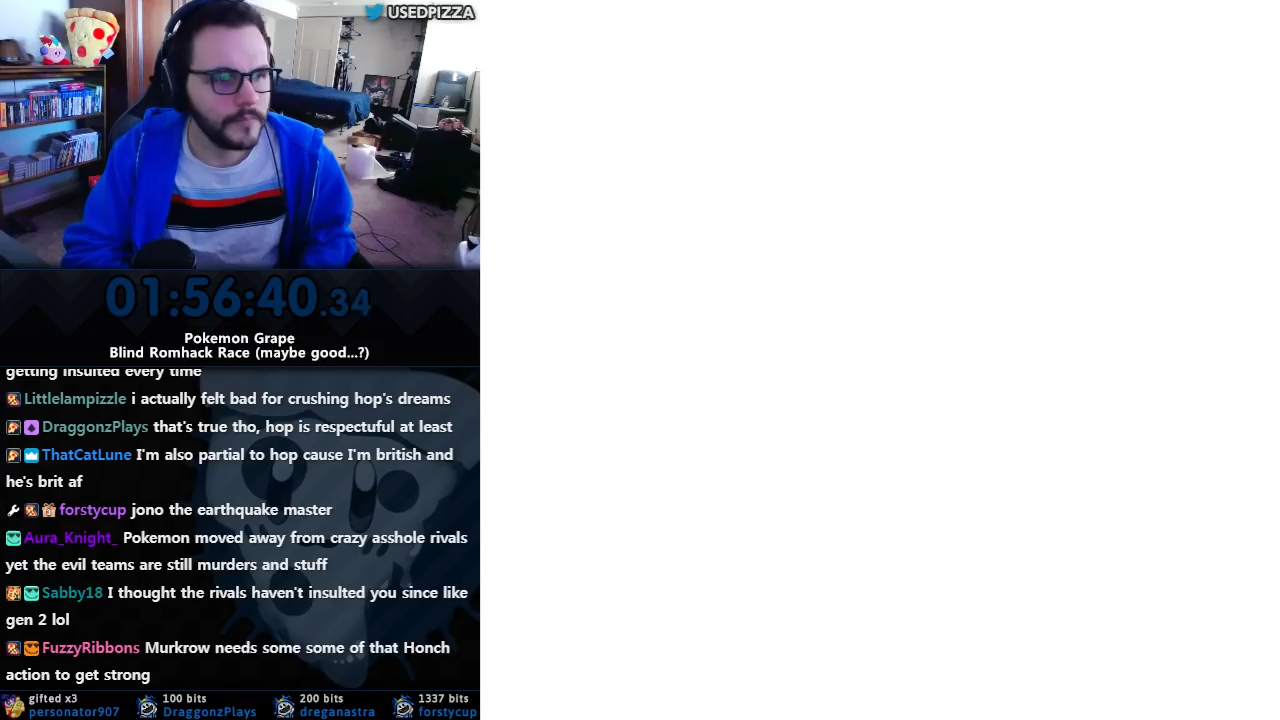 USEDPIZZA
01:56:40.34
Pokemon Grape
Blind Romhack Race (maybe good...?)
getting insulted every time
Littlelampizzle i actually felt bad for crushing hop's dreams
DraggonzPlays that's true tho, hop is respectuful at least
ThatCatLune I'm also partial to hop cause I'm british and
he's brit af
forstycup jono the earthquake master
Aura_Knight_ Pokemon moved away from crazy asshole rivals
yet the evil teams are still murders and stuff
Sabby18 I thought the rivals haven't insulted you since like
gen 2 lol
FuzzyRibbons Murkrow needs some some of that Honch
action to get strong
gifted x3 100 bits 200 bits 1337 bits
personator907 DraggonzPlays dreganastra forstycup